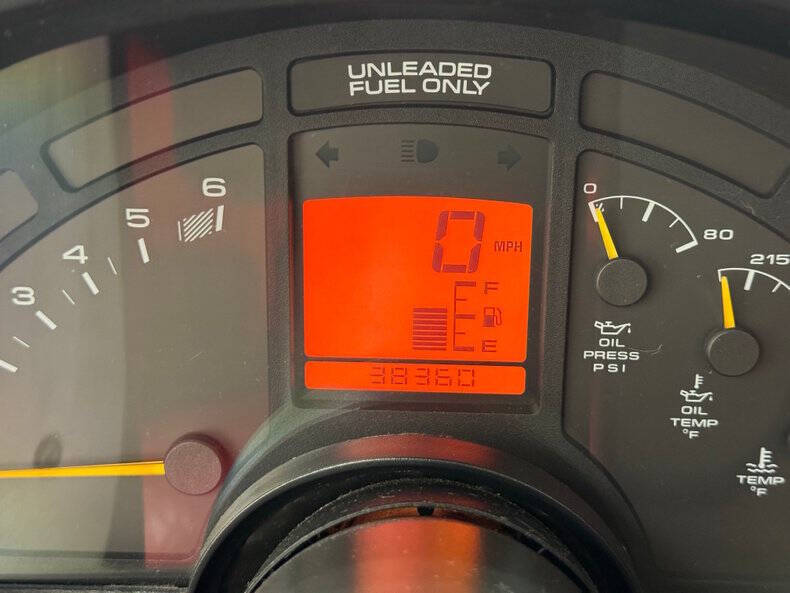 UNLEADED
FUEL ONLY
3
4
5
6
0 MPH
F
E
38360
0
80
OIL
PRESS
PSI
215
OIL
TEMP
°F
TEMP
°F